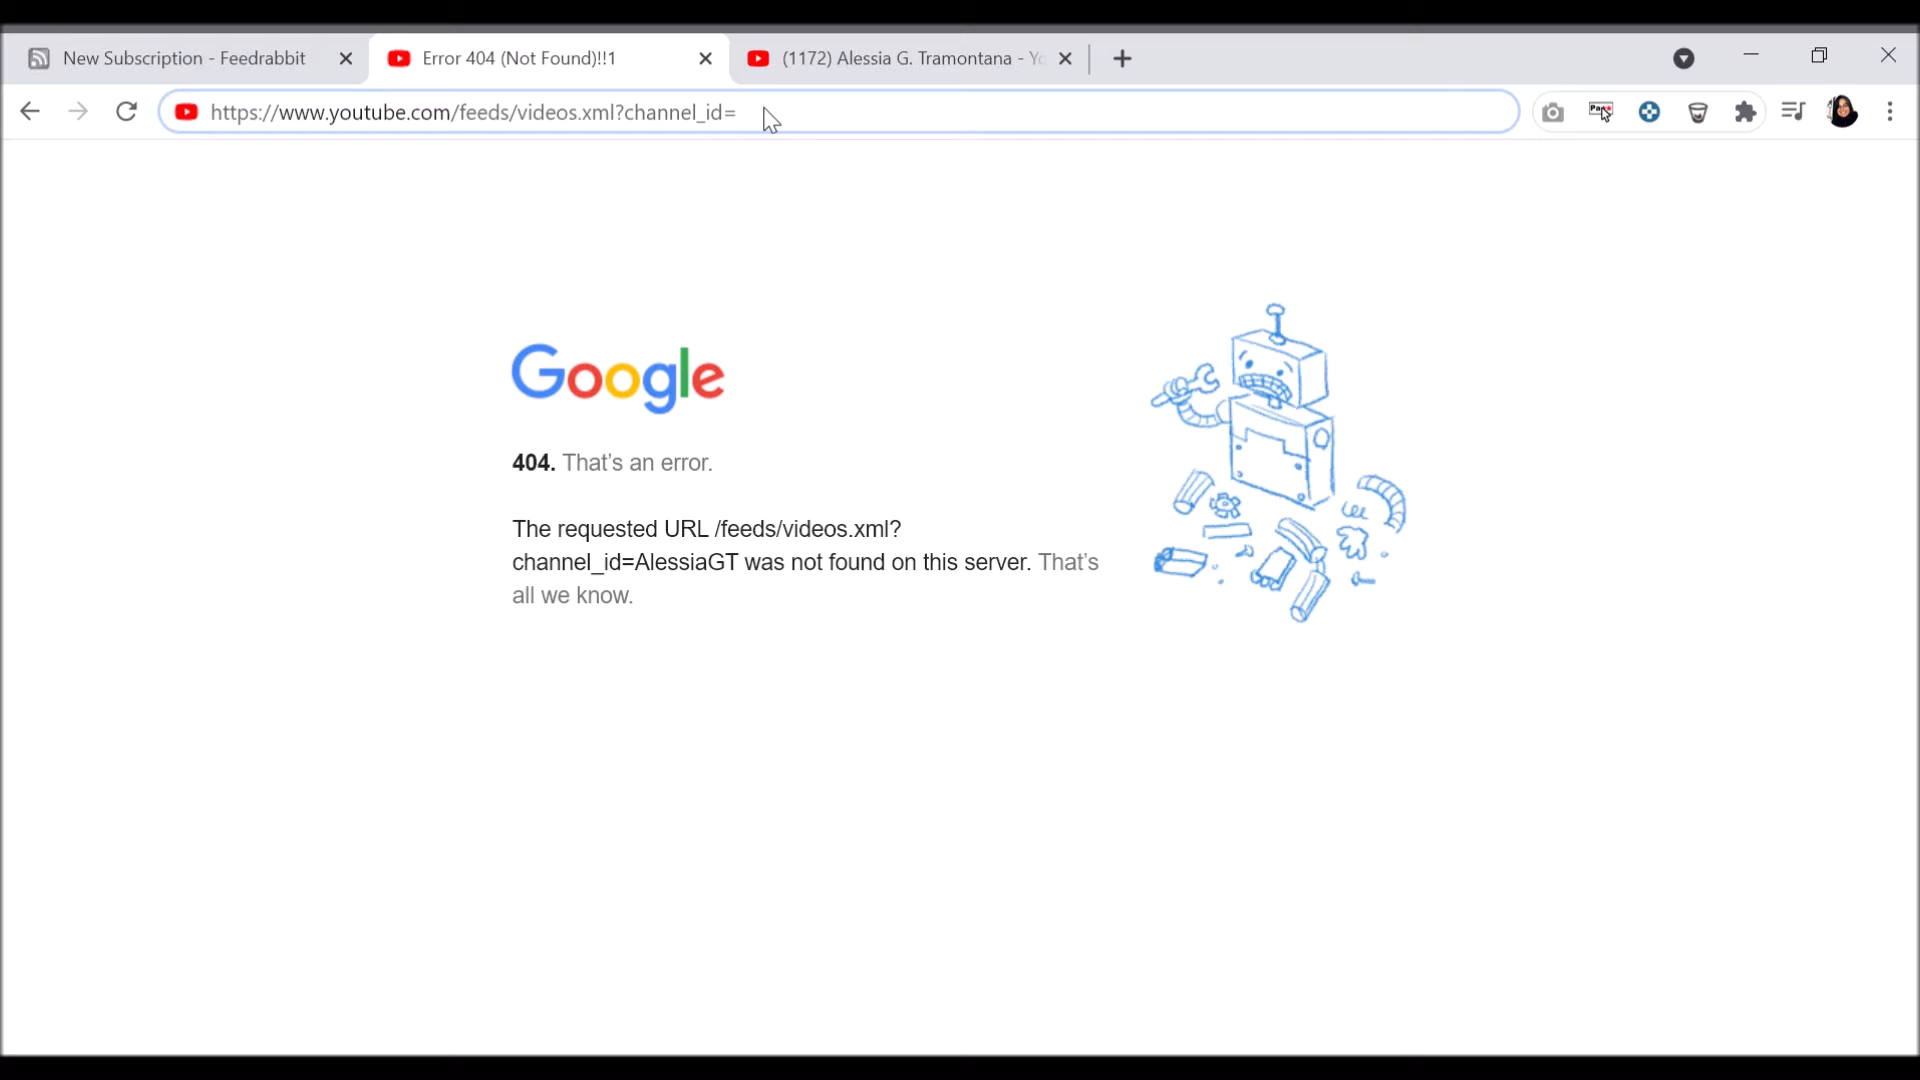 New Subscription - Feedrabbit
Error 404 (Not Found)!!1
(1172) Alessia G. Tramontana - Yo
https://www.youtube.com/feeds/videos.xml?channel_id=
Google
404. That's an error.
The requested URL /feeds/videos.xml?
channel_id=AlessiaGT was not found on this server. That's
all we know.